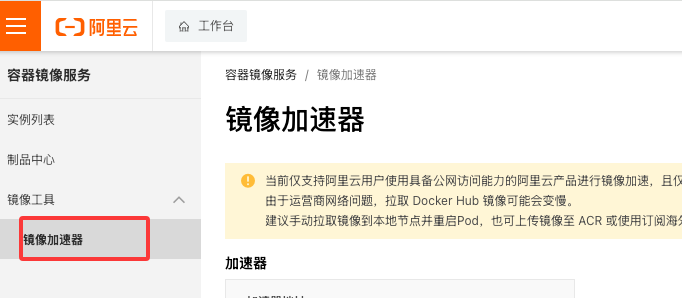 阿里云
工作台
容器镜像服务
容器镜像服务 / 镜像加速器
实例列表
镜像加速器
制品中心
当前仅支持阿里云用户使用具备公网访问能力的阿里云产品进行镜像加速，且仅
镜像工具
由于运营商网络问题，拉取 Docker Hub 镜像可能会变慢。
建议手动拉取镜像到本地节点并重启Pod，也可上传镜像至 ACR 或使用订阅海外
镜像加速器
加速器